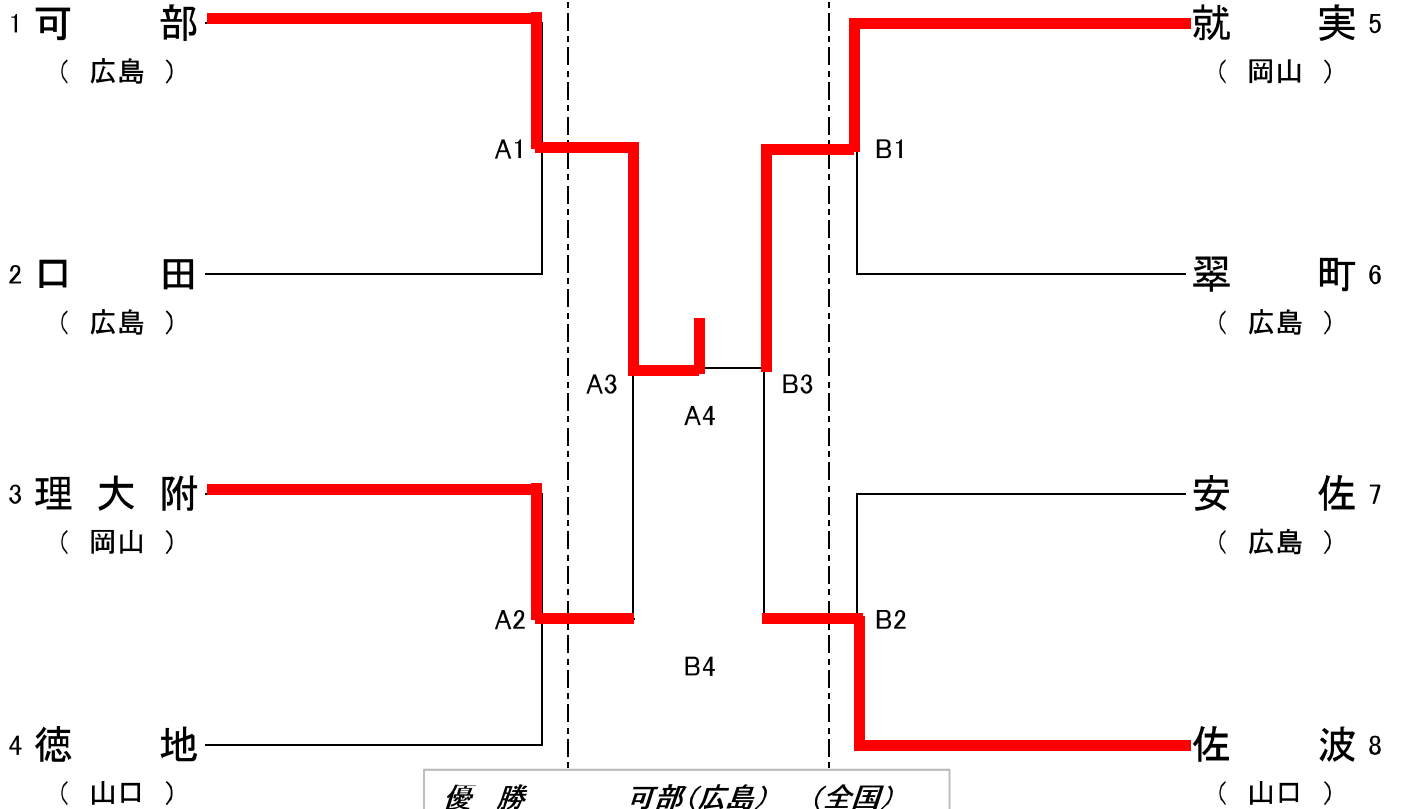 1 可部 就実 5
( 広島 ) ( 岡山 )
A1 B1
2 口田 翠町 6
( 広島 ) ( 広島 )
A3 B3
A4
3 理大附 安佐 7
( 岡山 ) ( 広島 )
A2 B2
B4
4 徳地 佐波 8
( 山口 ) ( 山口 )
優勝 可部(広島) (全国)